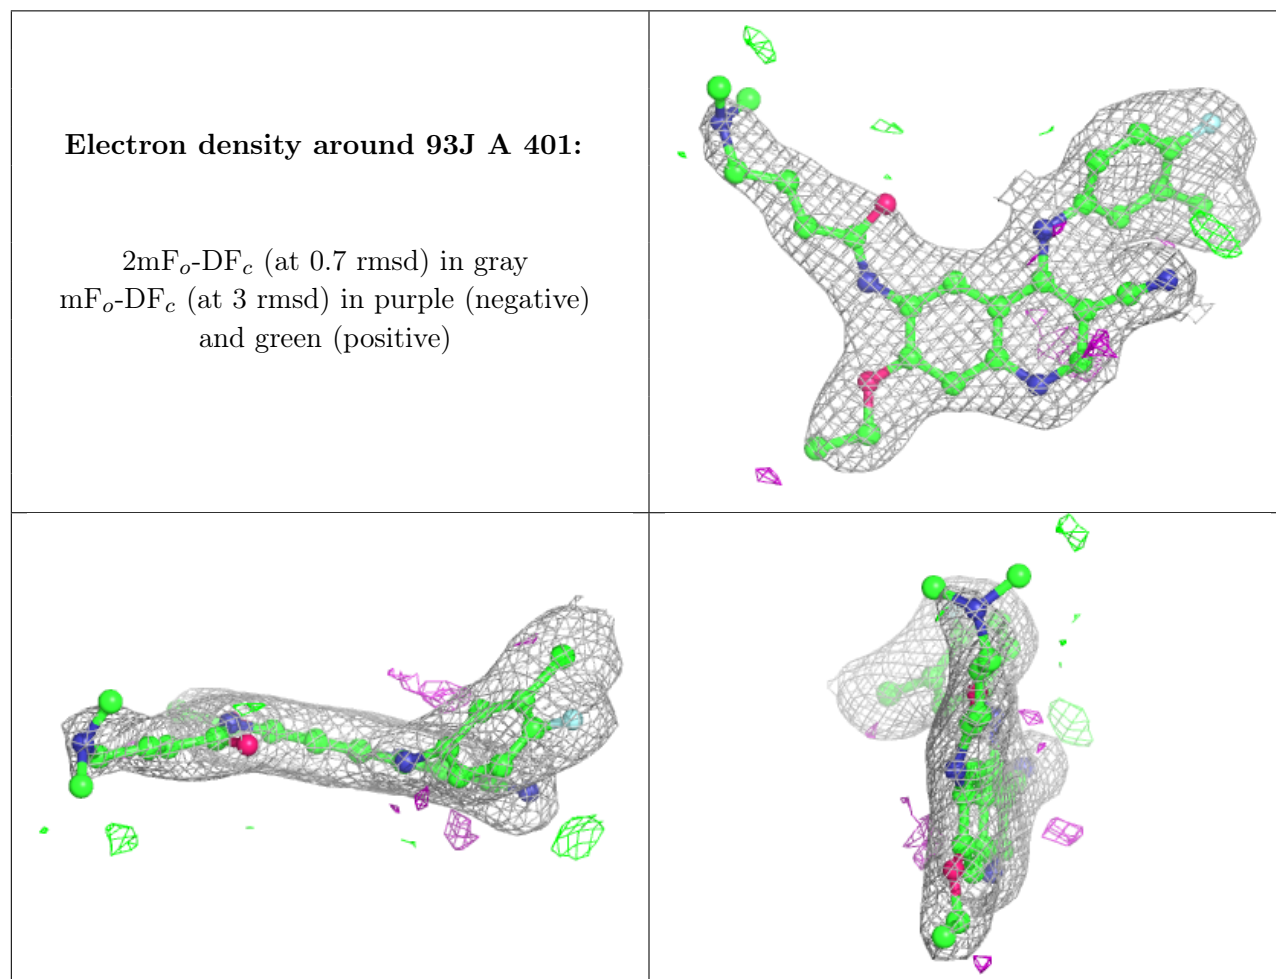 Electron density around 93J A 401:
2mFo-DFc (at 0.7 rmsd) in gray
mFo-DFc (at 3 rmsd) in purple (negative)
and green (positive)